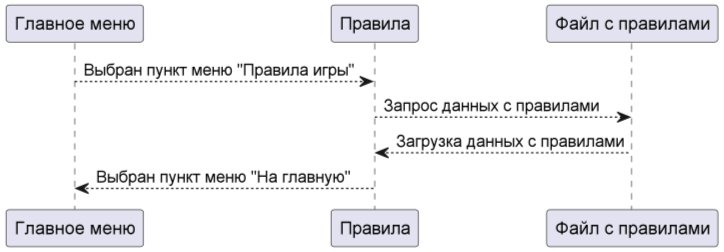 Главное меню
Правила
Файл с правилами
Выбран пункт меню "Правила игры"
Запрос данных с правилами
Загрузка данных с правилами
Выбран пункт меню "На главную"
Главное меню
Правила
Файл с правилами